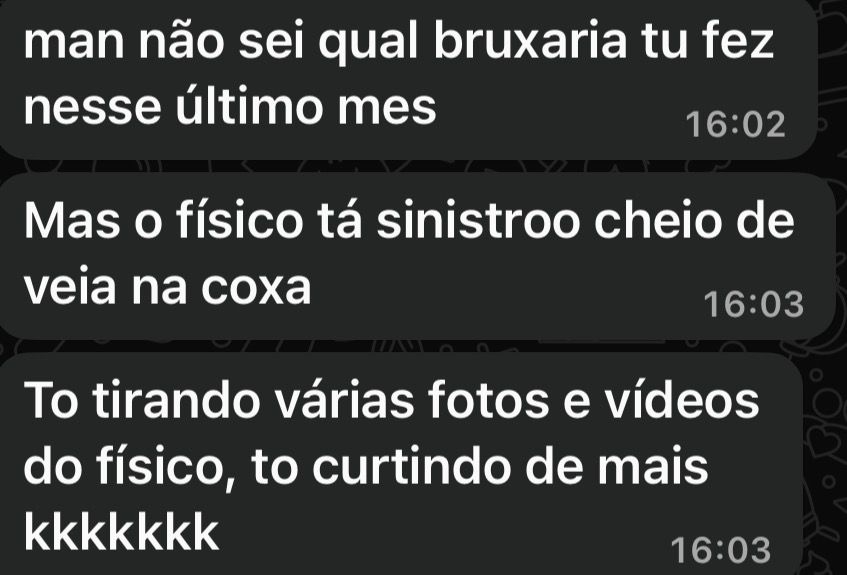 man não sei qual bruxaria tu fez
nesse último mes
16:02
Mas o físico tá sinistroo cheio de
veia na coxa
16:03
To tirando várias fotos e vídeos
do físico, to curtindo de mais
kkkkkkk
16:03